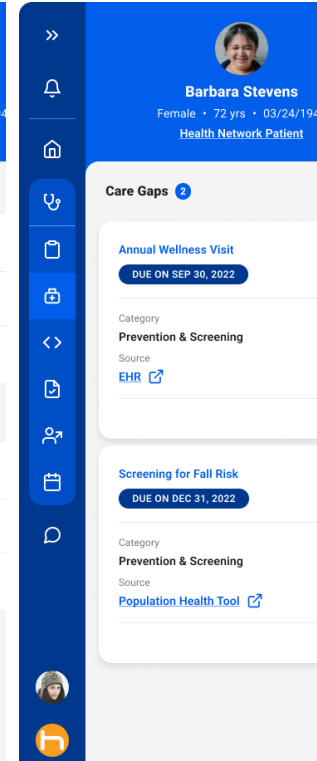 Barbara Stevens
Female • 72 yrs • 03/24/194
Health Network Patient
Care Gaps 2
Annual Wellness Visit
DUE ON SEP 30, 2022
Category
Prevention & Screening
Source
EHR
Screening for Fall Risk
DUE ON DEC 31, 2022
Category
Prevention & Screening
Source
Population Health Tool